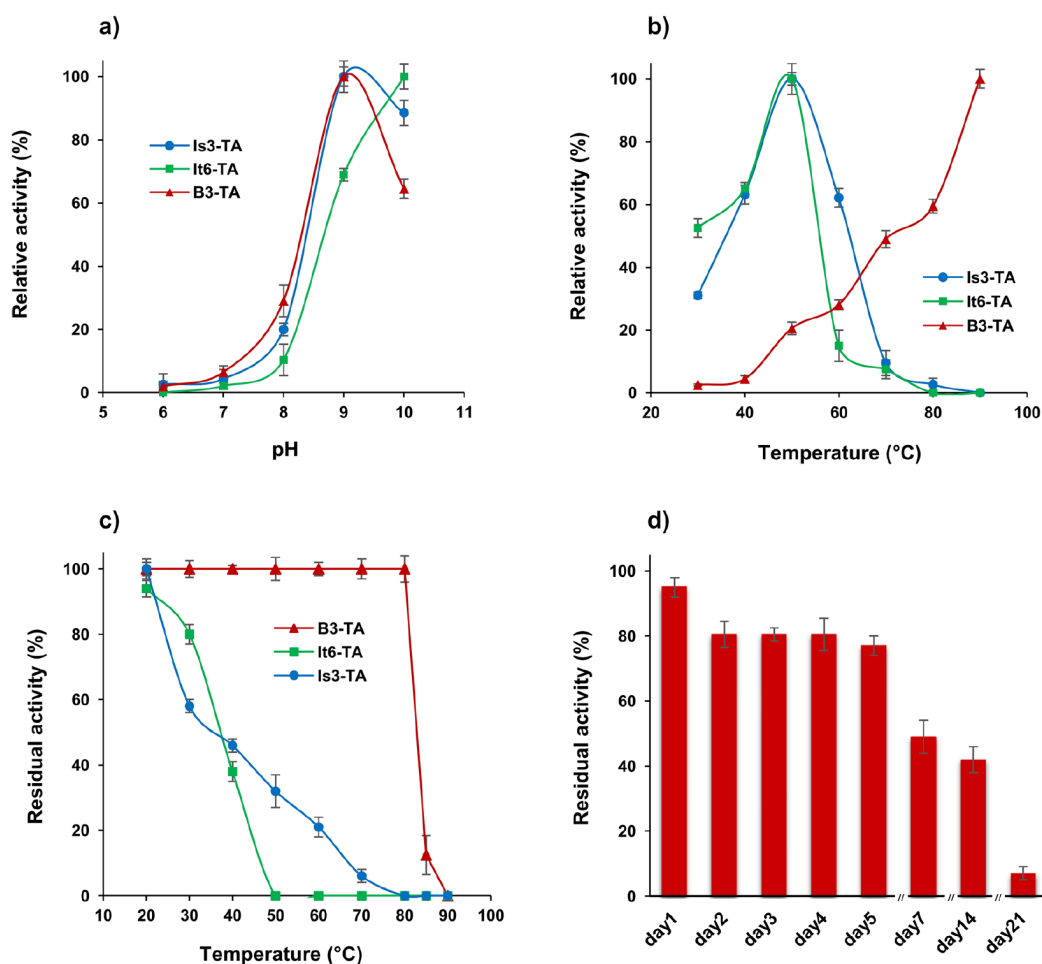 a)
Relative activity (%)
100
80
60
40
20
0
Is3-TA
It6-TA
B3-TA
5 6 7 8 9 10 11
pH
b)
Relative activity (%)
100
80
60
40
20
0
Is3-TA
It6-TA
B3-TA
20 40 60 80 100
Temperature (°C)
c)
Residual activity (%)
100
80
60
40
20
0
B3-TA
It6-TA
Is3-TA
10 20 30 40 50 60 70 80 90 100
Temperature (°C)
d)
Residual activity (%)
100
80
60
40
20
0
// // //
day1 day2 day3 day4 day5 day7 day14 day21